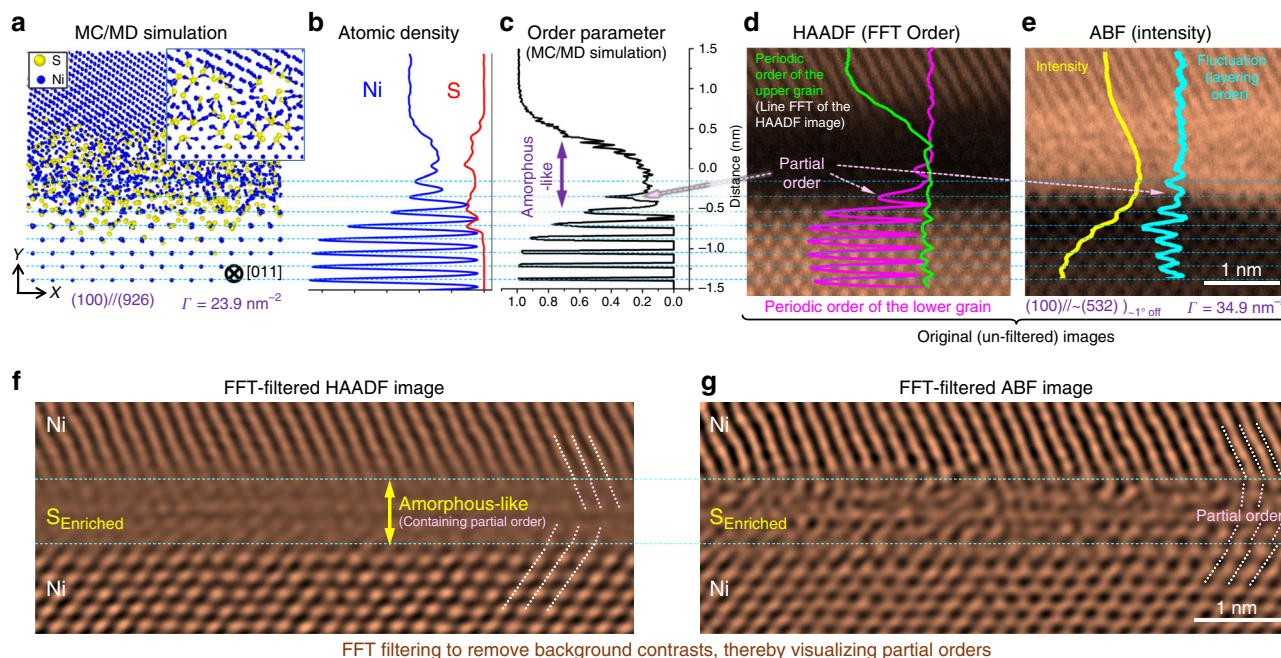 a
MC/MD simulation
S
Ni
Y
X
[011]
(100)//(926)
Γ = 23.9 nm⁻²
b
Atomic density
Ni
S
c
Order parameter
(MC/MD simulation)
Amorphous
-like
1.0 0.8 0.6 0.4 0.2 0.0
1.5
1.0
0.5
0.0
−0.5
−1.0
−1.5
Distance (nm)
d
HAADF (FFT Order)
Periodic
order of the
upper grain
(Line FFT of the
HAADF image)
Partial
order
Periodic order of the lower grain
e
ABF (intensity)
Intensity
Fluctuation
(layering
order)
1 nm
(100)//~(532) ~1° off
Γ = 34.9 nm⁻
Original (un-filtered) images
f
FFT-filtered HAADF image
Ni
SEnriched
Amorphous-like
(Containing partial order)
Ni
g
FFT-filtered ABF image
Ni
SEnriched
Partial order
Ni
1 nm
FFT filtering to remove background contrasts, thereby visualizing partial orders